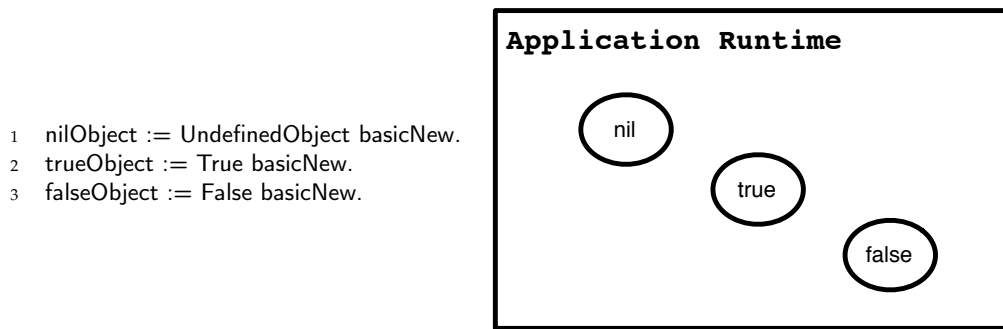 1 nilObject := UndefinedObject basicNew.
2 trueObject := True basicNew.
3 falseObject := False basicNew.
Application Runtime
nil
true
false